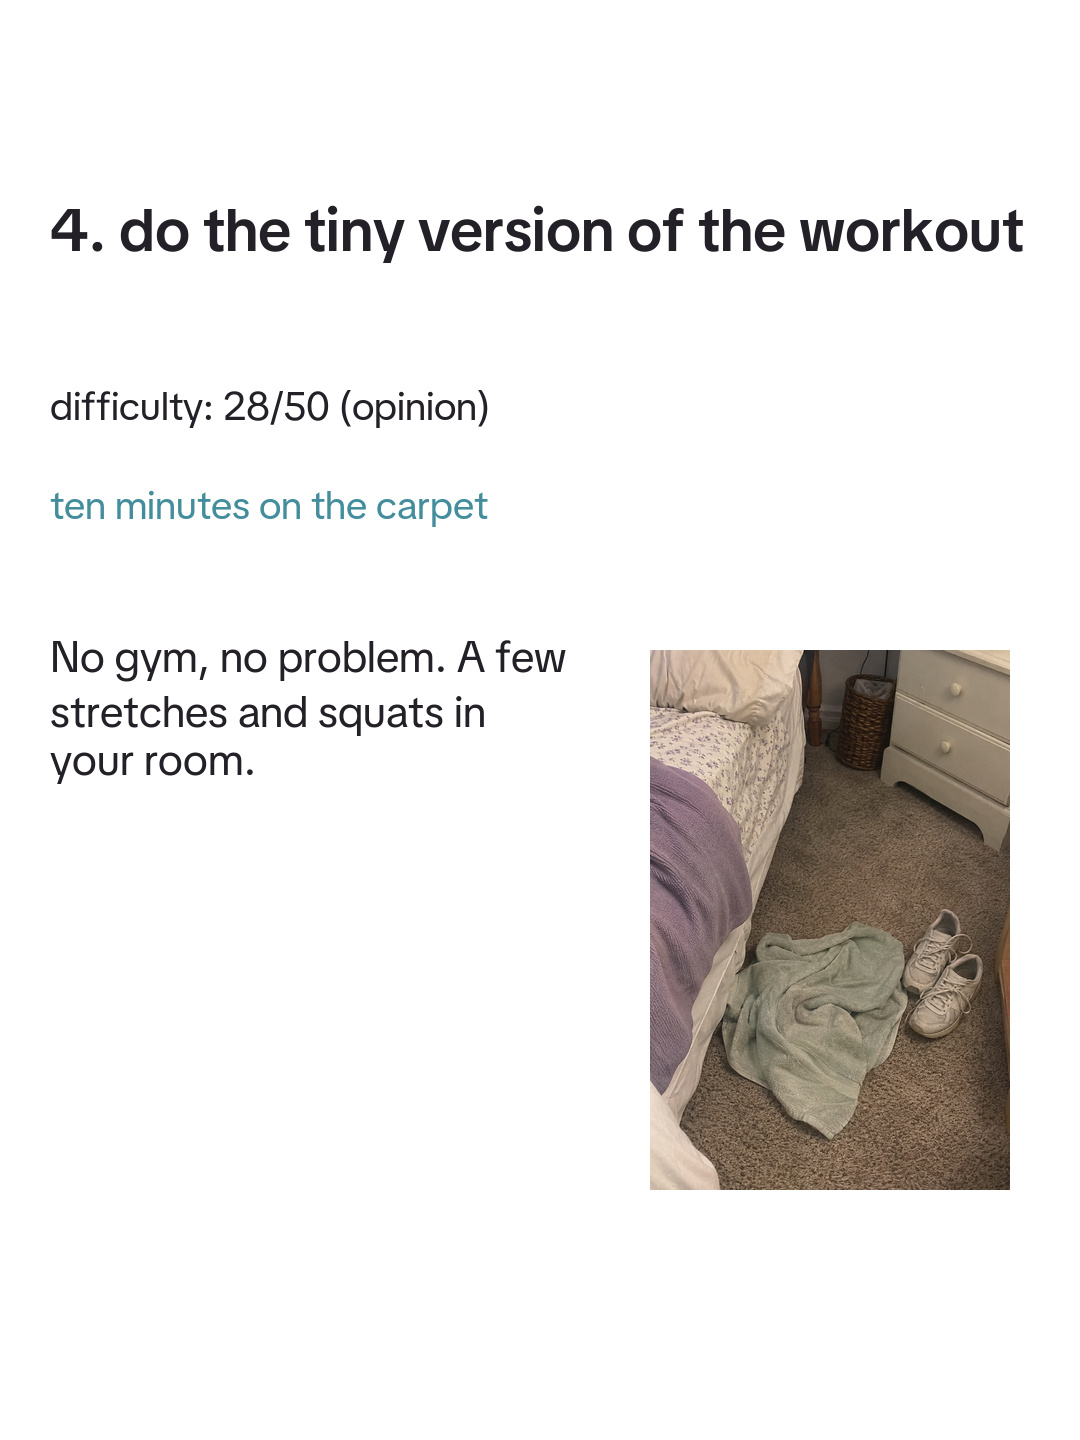 4. do the tiny version of the workout
difficulty: 28/50 (opinion)
ten minutes on the carpet
No gym, no problem. A few
stretches and squats in
your room.